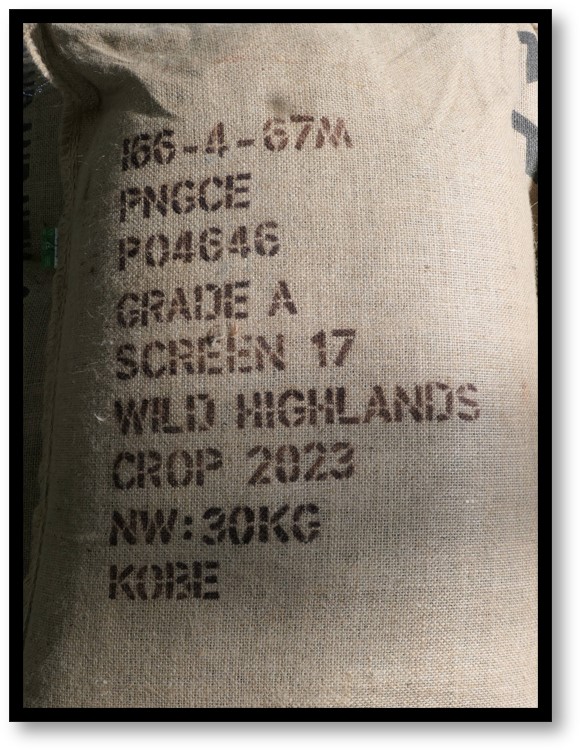 166-4-67M
PNGCE
P04646
GRADE A
SCREEN 17
WILD HIGHLANDS
CROP 2023
NW:30KG
KOBE